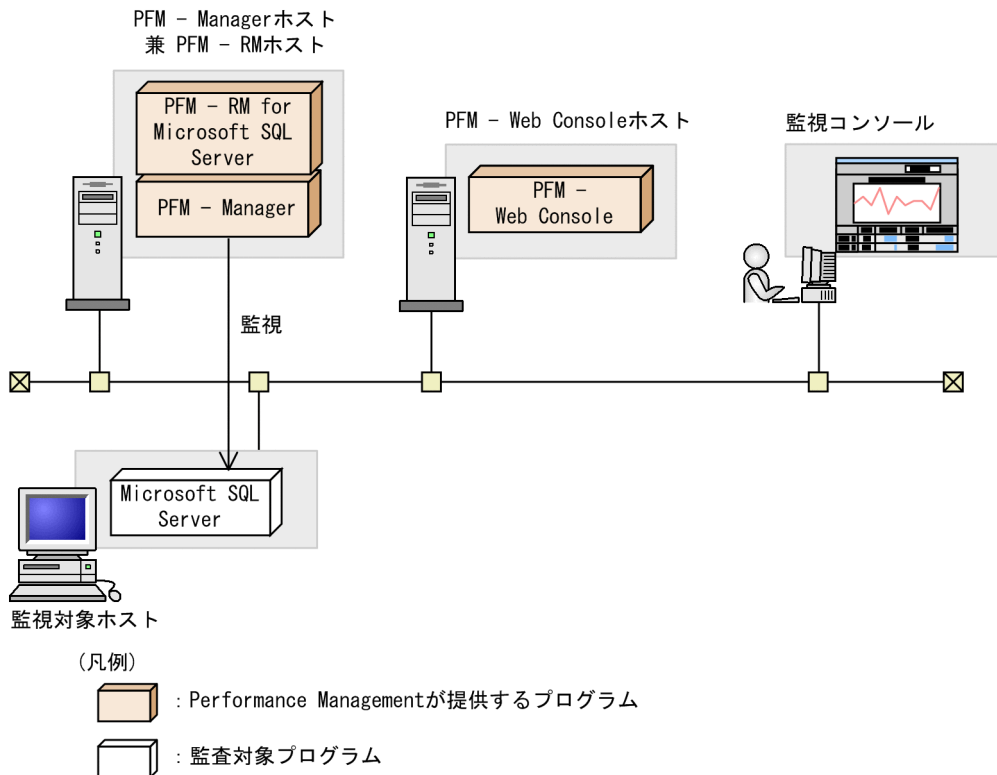 PFM - Managerホスト
兼 PFM - RMホスト
PFM - RM for
Microsoft SQL
Server
PFM - Manager
PFM - Web Consoleホスト
PFM -
Web Console
監視コンソール
監視
Microsoft SQL
Server
監視対象ホスト
(凡例)
: Performance Managementが提供するプログラム
: 監査対象プログラム